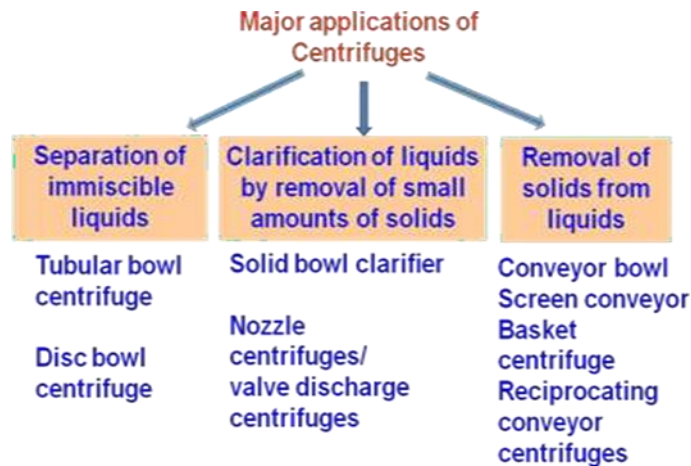 Major applications of
Centrifuges
Separation of
immiscible
liquids
Clarification of liquids
by removal of small
amounts of solids
Removal of
solids from
liquids
Tubular bowl
centrifuge
Disc bowl
centrifuge
Solid bowl clarifier
Nozzle
centrifuges/
valve discharge
centrifuges
Conveyor bowl
Screen conveyor
Basket
centrifuge
Reciprocating
conveyor
centrifuges